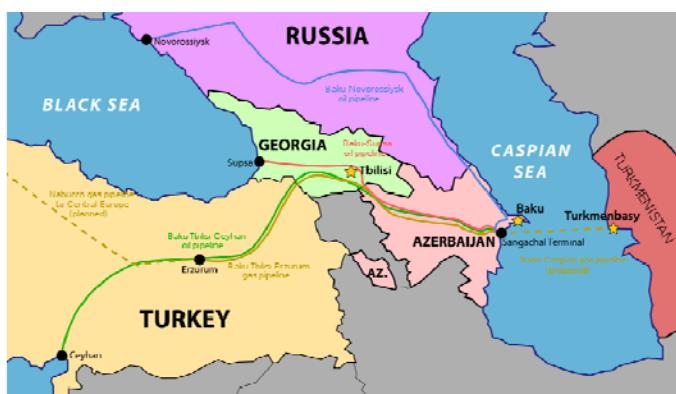 RUSSIA
Novorossiysk
BLACK SEA
Baku Novorossiysk
oil pipeline
GEORGIA
Baku-Supsa
oil pipeline
Supsa
Tbilisi
CASPIAN
SEA
TURKMENISTAN
Nabucco gas pipeline
to Central Europe
(planned)
Baku
Turkmenbasy
Baku Tbilisi Ceyhan
oil pipeline
AZERBAIJAN
Sangachal Terminal
Erzurum
Baku Tbilisi Erzurum
gas pipeline
AZ.
gas pipeline
TURKEY
Ceyhan